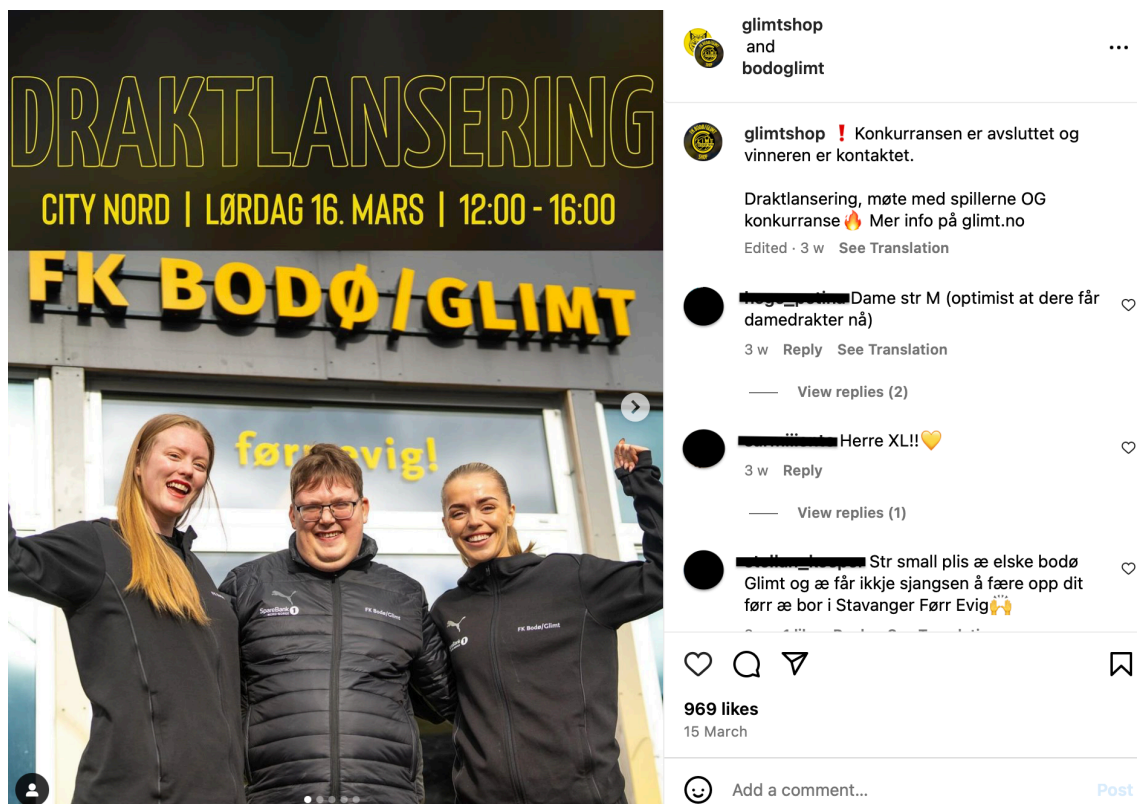 DRAKTLANSERING
CITY NORD | LØRDAG 16. MARS | 12:00 - 16:00
FK BODØ/GLIMT
førr evig!
SpareBank 1
FK Bodø/Glimt
FK Bodø/Glimt
glimtshop
and
bodoglimt
glimtshop ❗ Konkurransen er avsluttet og
vinneren er kontaktet.
Draktlansering, møte med spillerne OG
konkurranse🔥 Mer info på glimt.no
Edited · 3 w See Translation
Dame str M (optimist at dere får
damedrakter nå)
3 w Reply See Translation
View replies (2)
Herre XL!!💛
3 w Reply
View replies (1)
Str small plis æ elske bodø
Glimt og æ får ikkje sjangsen å færre opp dit
førr æ bor i Stavanger Førr Evig🙌
969 likes
15 March
Add a comment...
Post